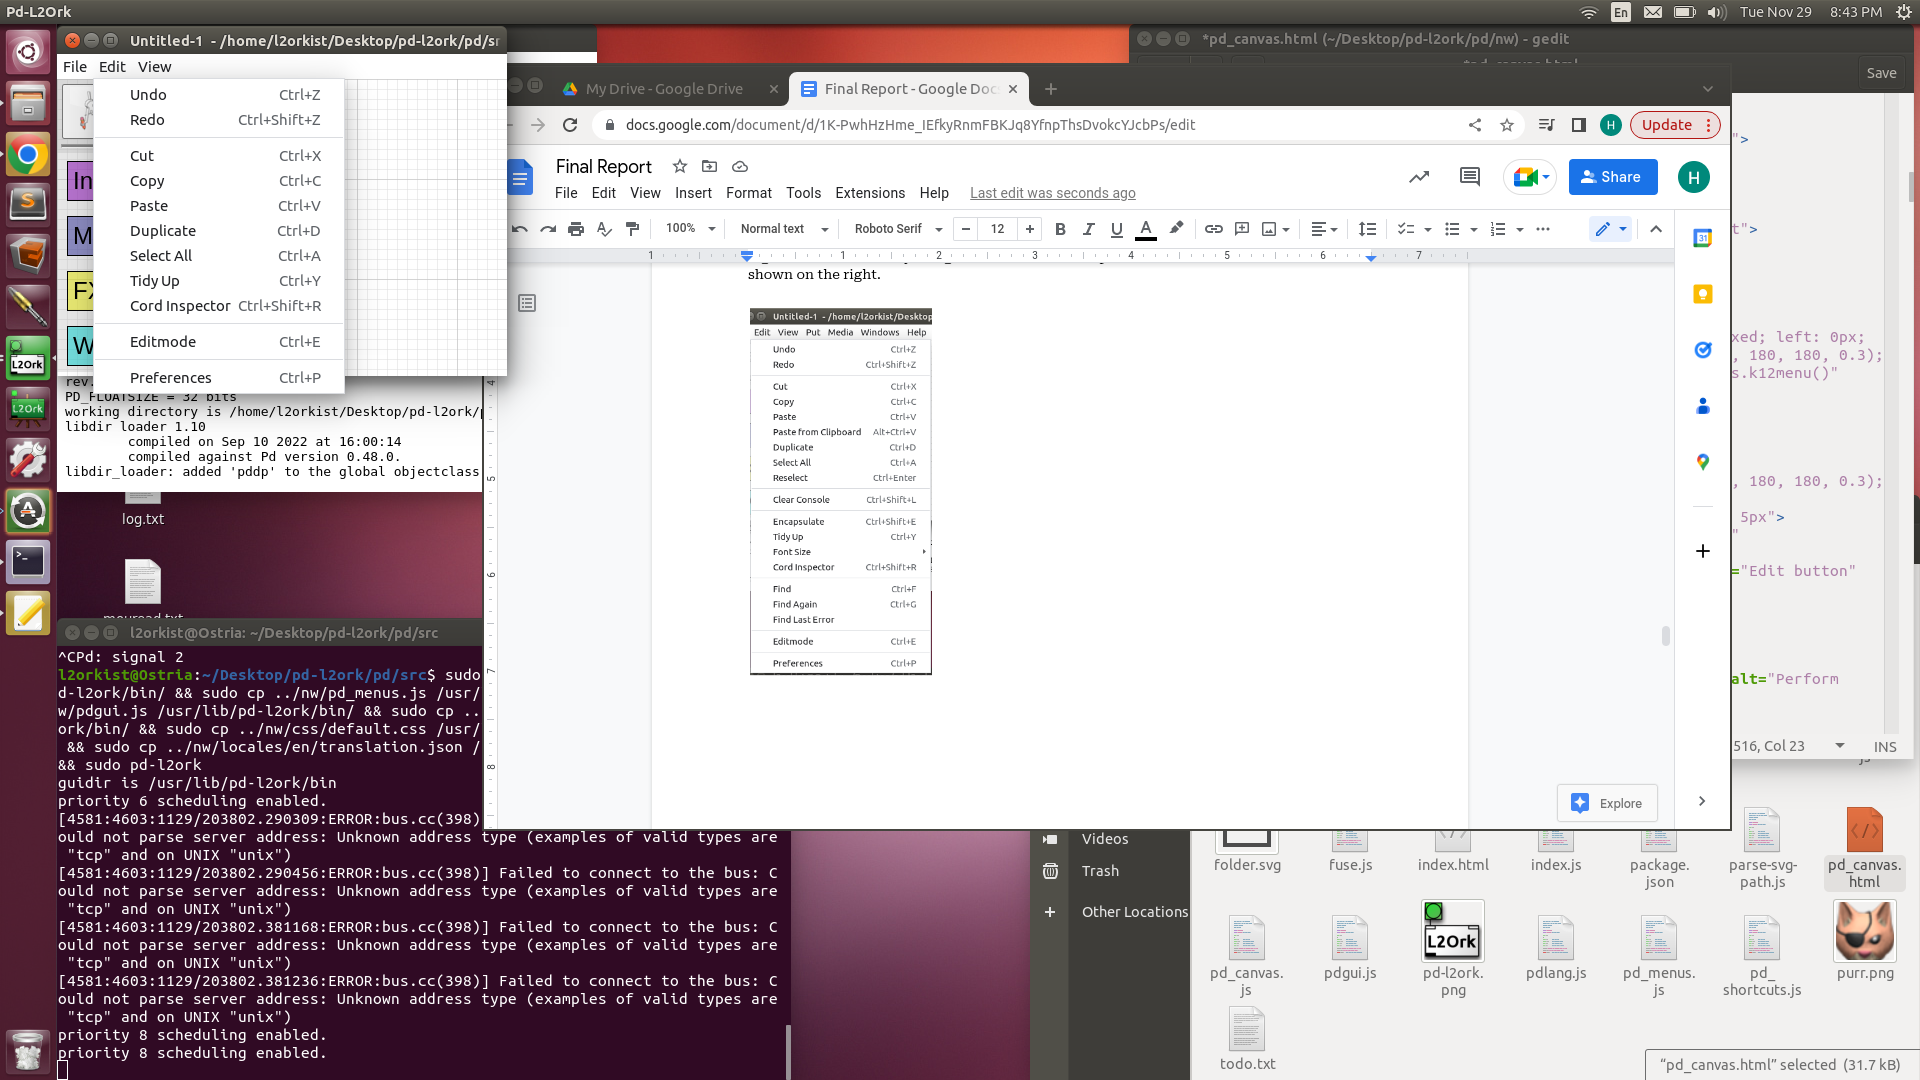 Pd-L2Ork
En
Tue Nov 29
8:43 PM
Untitled-1 - /home/l2orkist/Desktop/pd-l2ork/pd/sr
File Edit View
Undo Ctrl+Z
Redo Ctrl+Shift+Z
Cut Ctrl+X
Copy Ctrl+C
Paste Ctrl+V
Duplicate Ctrl+D
Select All Ctrl+A
Tidy Up Ctrl+Y
Cord Inspector Ctrl+Shift+R
Editmode Ctrl+E
Preferences Ctrl+P
In
M
FX
W
rev.
PD_FLOATSIZE = 32 bits
working directory is /home/l2orkist/Desktop/pd-l2ork/p
libdir loader 1.10
compiled on Sep 10 2022 at 16:00:14
compiled against Pd version 0.48.0.
libdir_loader: added 'pddp' to the global objectclass
log.txt
l2orkist@Ostria: ~/Desktop/pd-l2ork/pd/src
^CPd: signal 2
l2orkist@Ostria:~/Desktop/pd-l2ork/pd/src$ sudo
d-l2ork/bin/ && sudo cp ../nw/pd_menus.js /usr/
w/pdgui.js /usr/lib/pd-l2ork/bin/ && sudo cp ..
ork/bin/ && sudo cp ../nw/css/default.css /usr/
&& sudo cp ../nw/locales/en/translation.json /
&& sudo pd-l2ork
guidir is /usr/lib/pd-l2ork/bin
priority 6 scheduling enabled.
[4581:4603:1129/203802.290309:ERROR:bus.cc(398)
ould not parse server address: Unknown address type (examples of valid types are
"tcp" and on UNIX "unix")
[4581:4603:1129/203802.290456:ERROR:bus.cc(398)] Failed to connect to the bus: C
ould not parse server address: Unknown address type (examples of valid types are
"tcp" and on UNIX "unix")
[4581:4603:1129/203802.381168:ERROR:bus.cc(398)] Failed to connect to the bus: C
ould not parse server address: Unknown address type (examples of valid types are
"tcp" and on UNIX "unix")
[4581:4603:1129/203802.381236:ERROR:bus.cc(398)] Failed to connect to the bus: C
ould not parse server address: Unknown address type (examples of valid types are
"tcp" and on UNIX "unix")
priority 8 scheduling enabled.
priority 8 scheduling enabled.
My Drive - Google Drive
Final Report - Google Doc
docs.google.com/document/d/1K-PwhHzHme_IEfkyRnmFBKJq8YfnpThsDvokcYJcbPs/edit
H
Update
Final Report
File Edit View Insert Format Tools Extensions Help Last edit was seconds ago
Share
H
100% Normal text Roboto Serif 12
1 1 2 3 4 5 6 7
4
5
6
7
8
shown on the right.
Untitled-1 - /home/l2orkist/Desktop
Edit View Put Media Windows Help
Undo Ctrl+Z
Redo Ctrl+Shift+Z
Cut Ctrl+X
Copy Ctrl+C
Paste Ctrl+V
Paste from Clipboard Alt+Ctrl+V
Duplicate Ctrl+D
Select All Ctrl+A
Reselect Ctrl+Enter
Clear Console Ctrl+Shift+L
Encapsulate Ctrl+Shift+E
Tidy Up Ctrl+Y
Font Size
Cord Inspector Ctrl+Shift+R
Find Ctrl+F
Find Again Ctrl+G
Find Last Error
Editmode Ctrl+E
Preferences Ctrl+P
Explore
*pd_canvas.html (~/Desktop/pd-l2ork/pd/nw) - gedit
Save
">
t">
xed; left: 0px;
, 180, 180, 0.3);
s.k12menu()"
, 180, 180, 0.3);
5px">
"
="Edit button"
alt="Perform
516, Col 23
INS
Videos
Trash
Other Locations
folder.svg
fuse.js
index.html
index.js
package.
json
parse-svg-
path.js
pd_canvas.
html
pd_canvas.
js
pdgui.js
L2Ork
pd-l2ork.
png
pdlang.js
pd_menus.
js
pd_
shortcuts.js
purr.png
todo.txt
"pd_canvas.html" selected (31.7 kB)